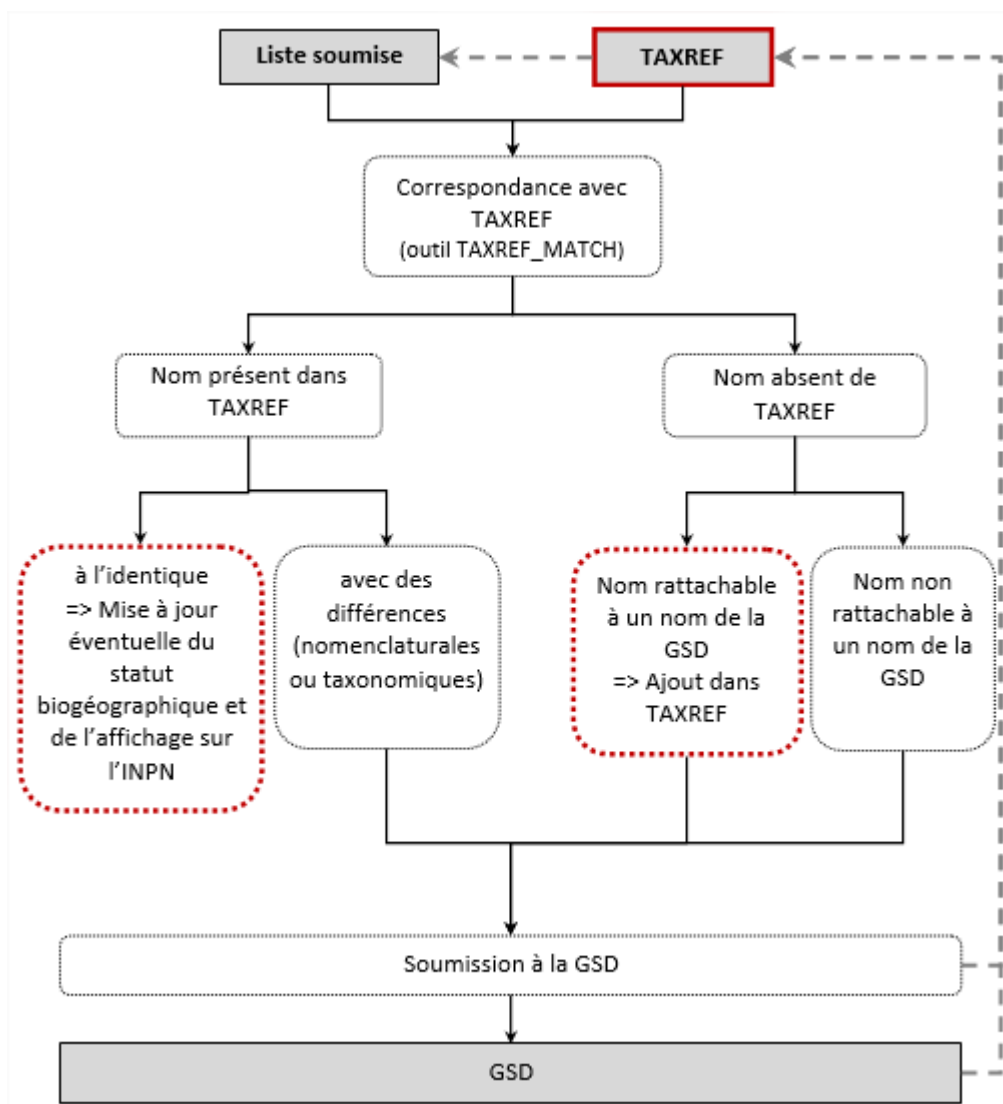 Liste soumise
TAXREF
Correspondance avec
TAXREF
(outil TAXREF_MATCH)
Nom présent dans
TAXREF
Nom absent de
TAXREF
à l'identique
=> Mise à jour
éventuelle du
statut
biogéographique et
de l'affichage sur
l'INPN
avec des
différences
(nomenclaturales
ou taxonomiques)
Nom rattachable
à un nom de la
GSD
=> Ajout dans
TAXREF
Nom non
rattachable à
un nom de la
GSD
Soumission à la GSD
GSD